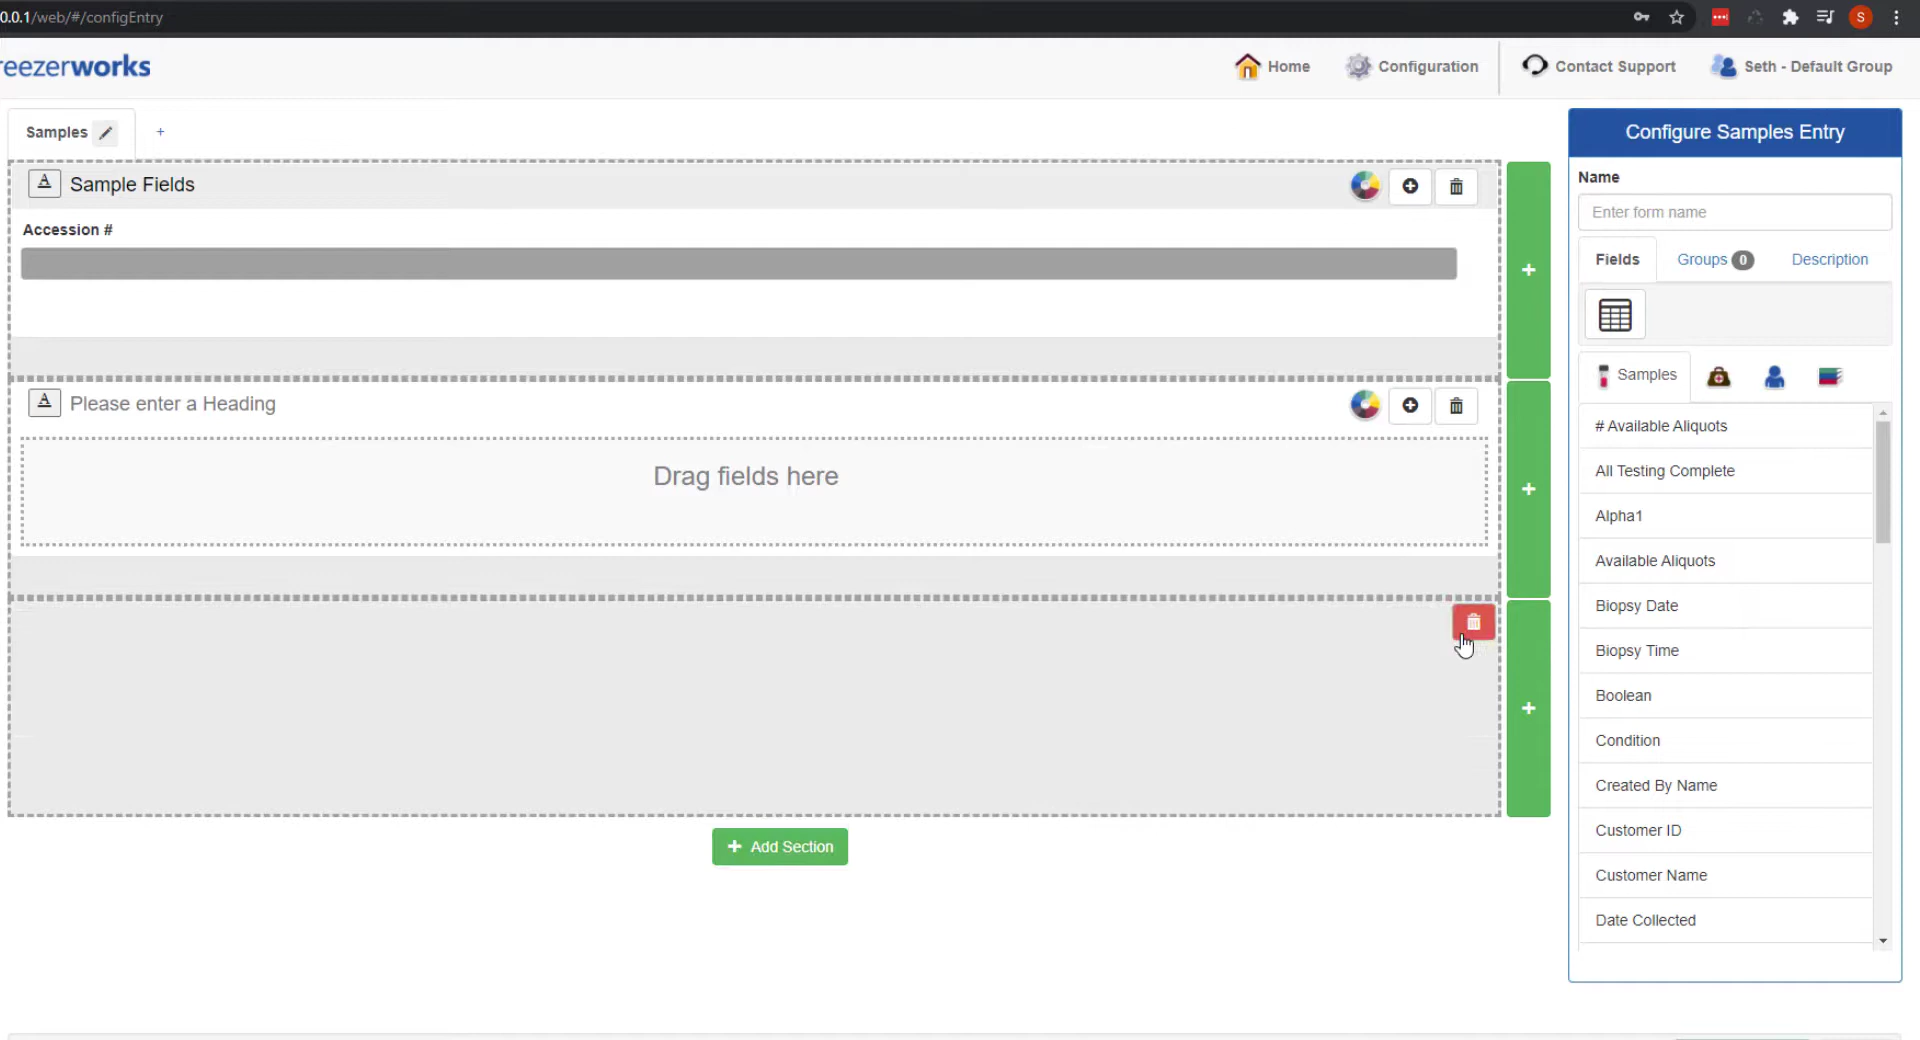 0.0.1/web/#/configEntry
S
reezerworks
Home
Configuration
Contact Support
Seth - Default Group
Samples
+
A Sample Fields
Accession #
+
A Please enter a Heading
Drag fields here
+
+
+ Add Section
Configure Samples Entry
Name
Enter form name
Fields Groups 0 Description
Samples
# Available Aliquots
All Testing Complete
Alpha1
Available Aliquots
Biopsy Date
Biopsy Time
Boolean
Condition
Created By Name
Customer ID
Customer Name
Date Collected